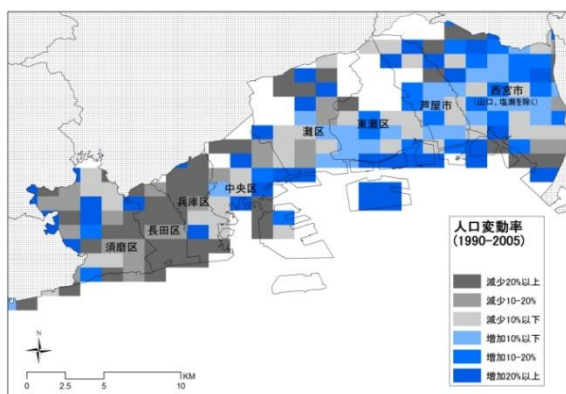 西宮市
(山口、塩瀬を除く)
芦屋市
東灘区
灘区
中央区
兵庫区
長田区
須磨区
人口変動率
(1990-2005)
減少20%以上
減少10-20%
減少10%以下
増加10%以下
増加10-20%
増加20%以上
N
KM
0 2.5 5 10